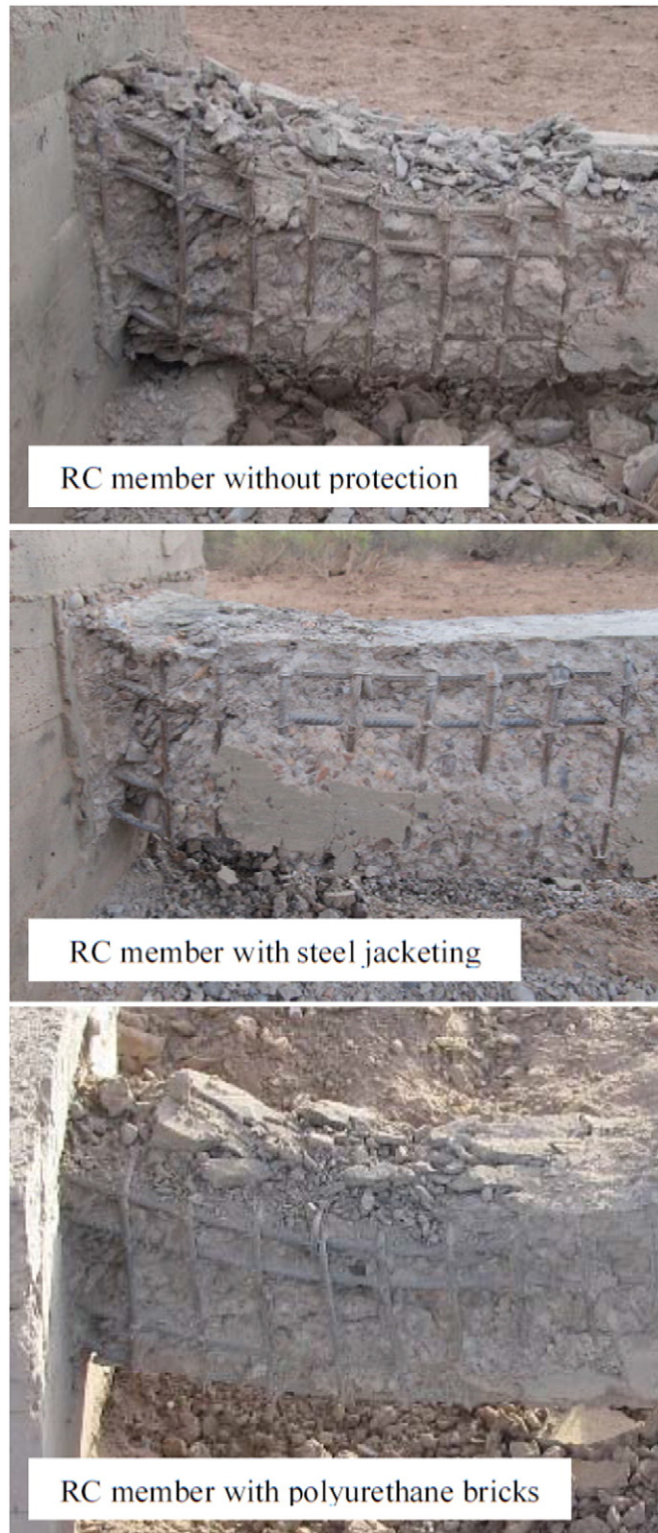 RC member without protection
RC member with steel jacketing
RC member with polyurethane bricks